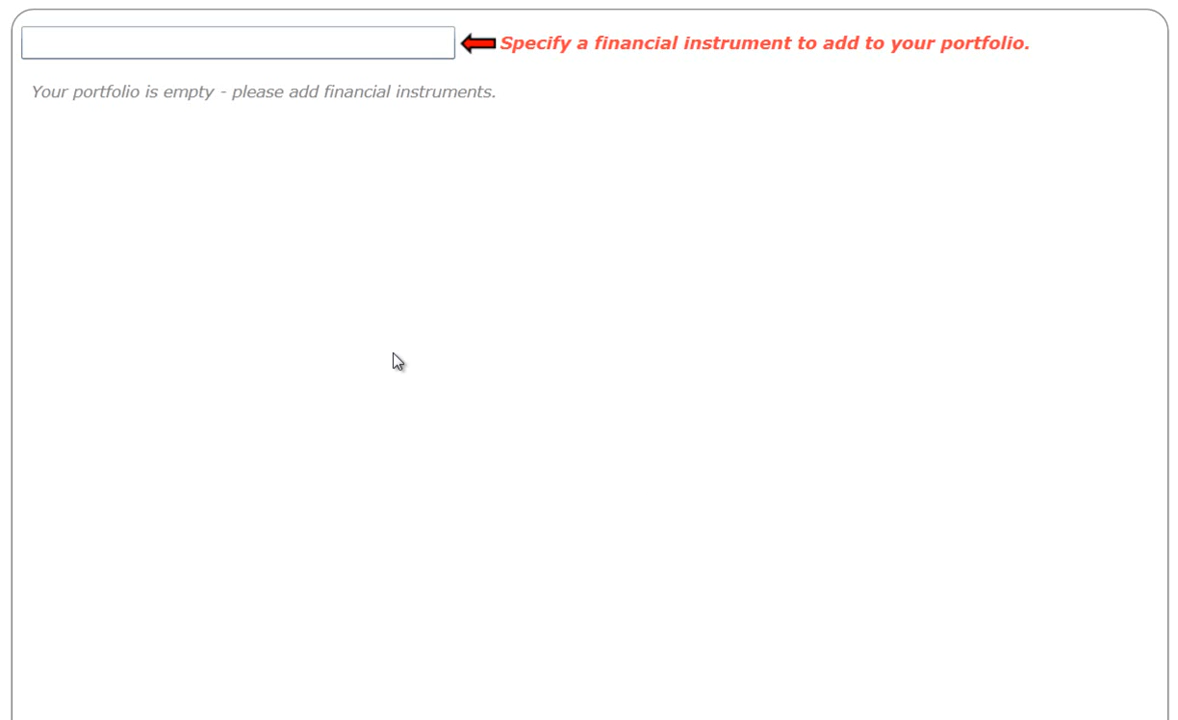 Specify a financial instrument to add to your portfolio.
Your portfolio is empty - please add financial instruments.